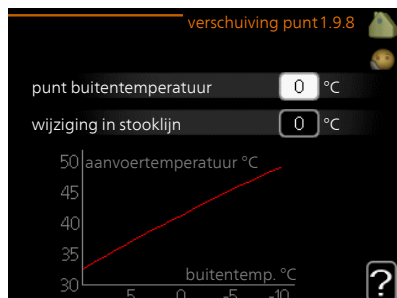 verschuiving punt 1.9.8
punt buitentemperatuur 0 °C
wijziging in stooklijn 0 °C
50 aanvoertemperatuur °C
45
40
35
30
buitentemp. °C
5 0 -5 -10
?